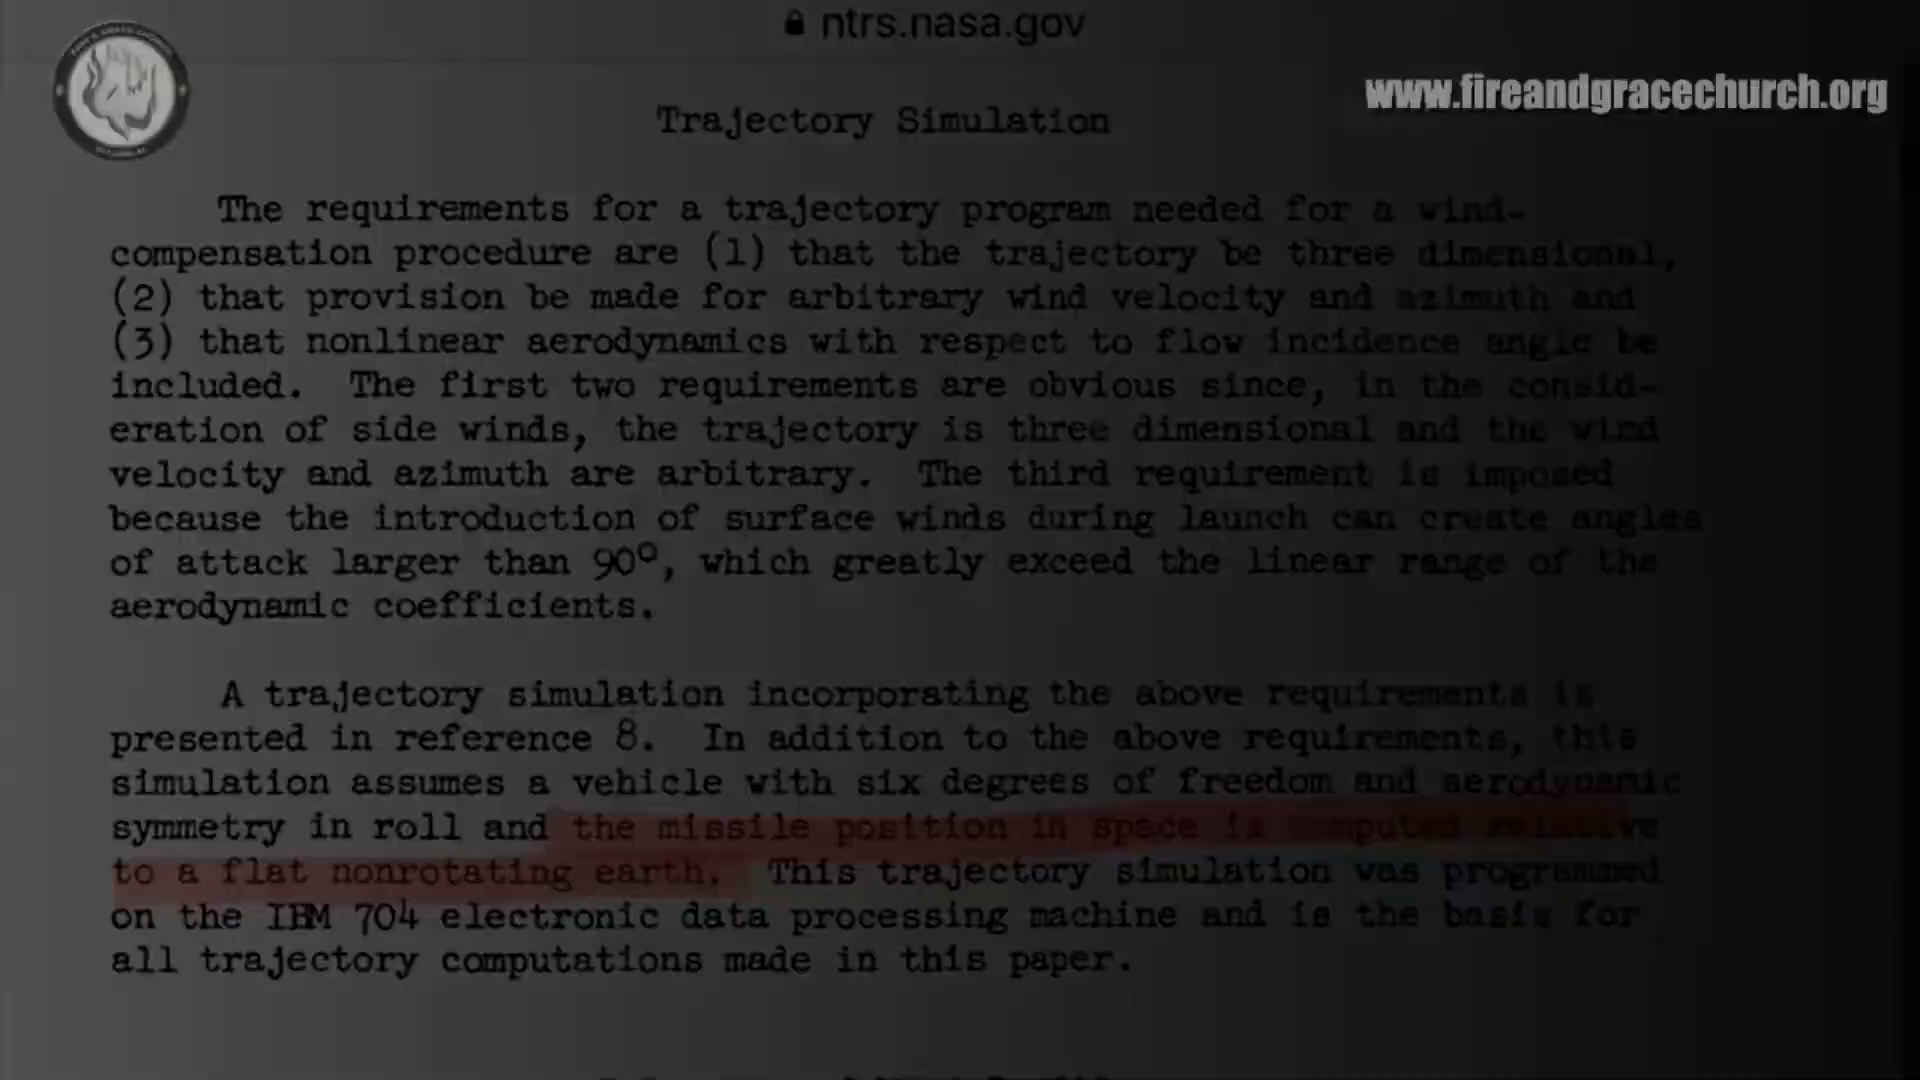 ntrs.nasa.gov
www.fireandgracechurch.org
Trajectory Simulation
The requirements for a trajectory program needed for a wind-
compensation procedure are (1) that the trajectory be three dimensional,
(2) that provision be made for arbitrary wind velocity and azimuth and
(3) that nonlinear aerodynamics with respect to flow incidence angle be
included. The first two requirements are obvious since, in the consid-
eration of side winds, the trajectory is three dimensional and the wind
velocity and azimuth are arbitrary. The third requirement is imposed
because the introduction of surface winds during launch can create angles
of attack larger than 90°, which greatly exceed the linear range of the
aerodynamic coefficients.
A trajectory simulation incorporating the above requirements is
presented in reference 8. In addition to the above requirements, this
simulation assumes a vehicle with six degrees of freedom and aerodynamic
symmetry in roll and the missile position in space is computed relative
to a flat nonrotating earth. This trajectory simulation was programmed
on the IBM 704 electronic data processing machine and is the basis for
all trajectory computations made in this paper.